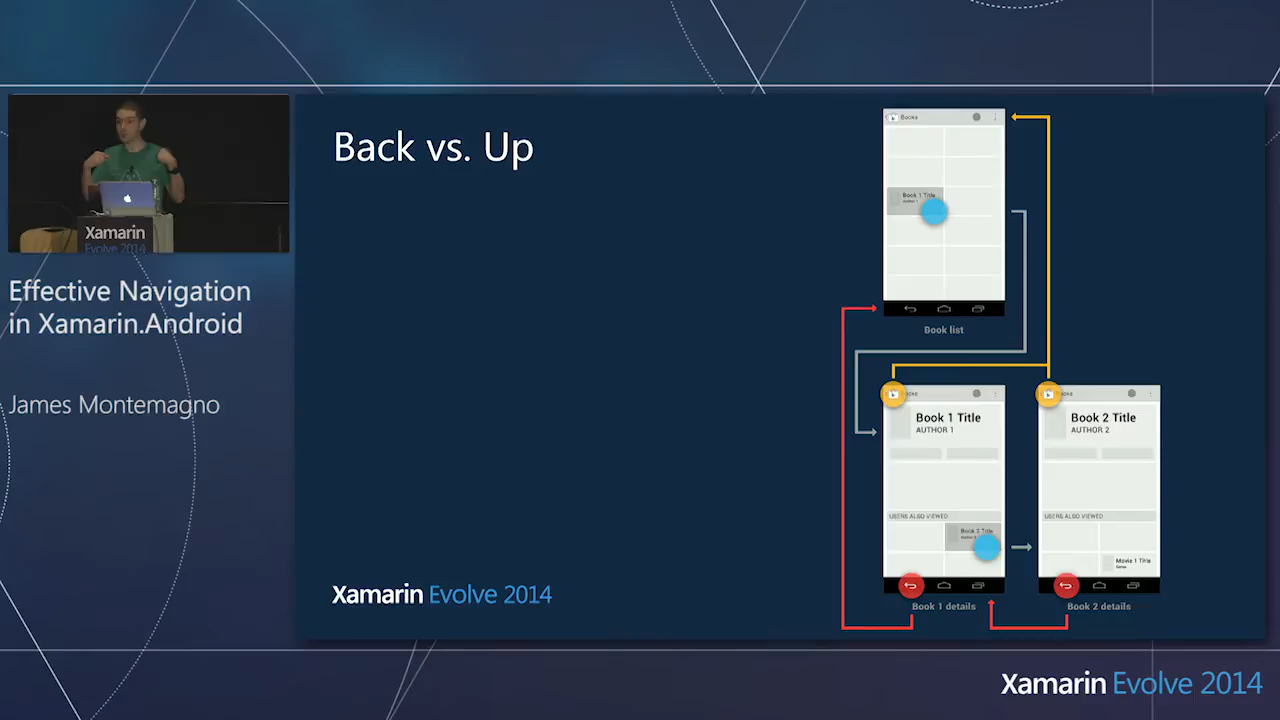 Back vs. Up
Xamarin
Evolve 2014
Effective Navigation
in Xamarin.Android
James Montemagno
Books
Book 1 Title
Author 1
Book list
Book 1 Title
AUTHOR 1
USERS ALSO VIEWED
Book 2 Title
Book 1 details
Book 2 Title
AUTHOR 2
USERS ALSO VIEWED
Movie 1 Title
Book 2 details
Xamarin Evolve 2014
Xamarin Evolve 2014